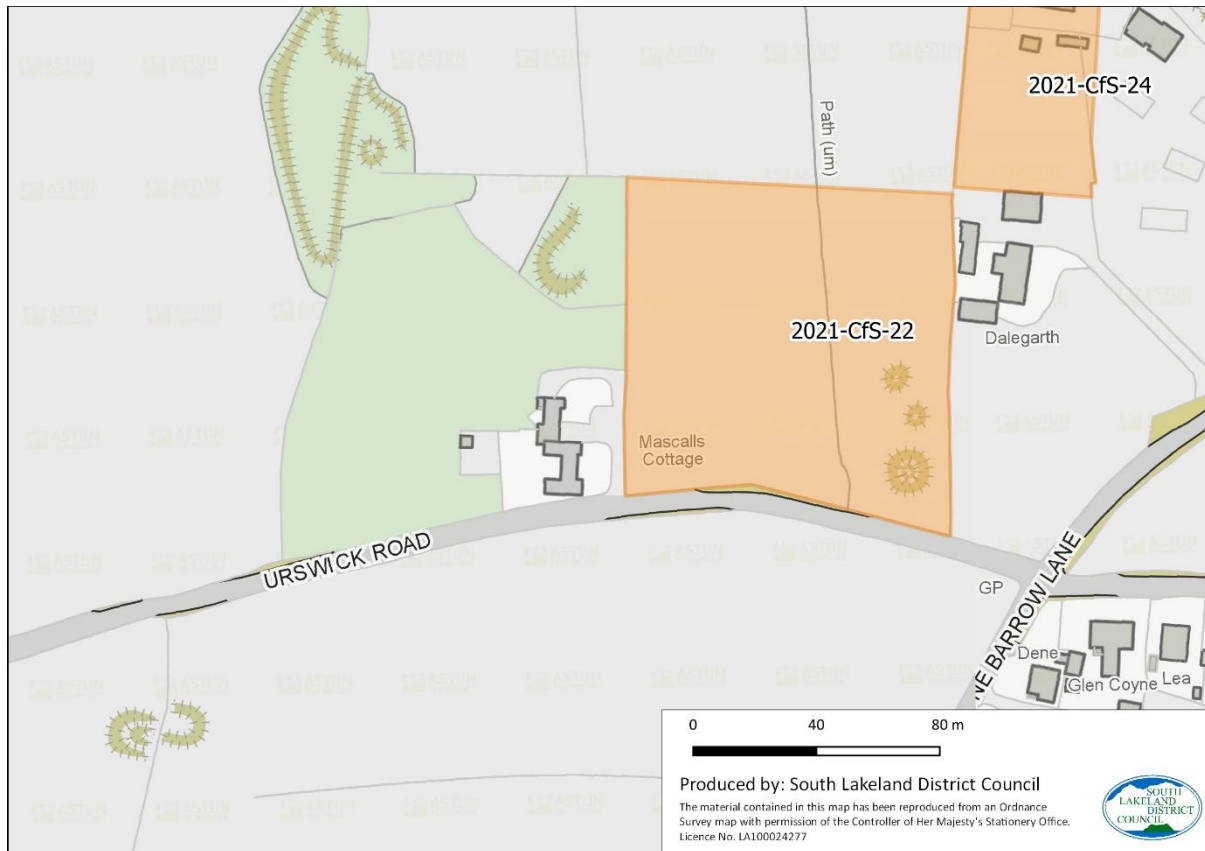 2021-CfS-24
Path (um)
2021-CfS-22
Dalegarth
Mascalls
Cottage
URSWICK ROAD
GP
NE BARROW LANE
Dene
Glen Coyne
Lea
0 40 80 m
Produced by: South Lakeland District Council
The material contained in this map has been reproduced from an Ordnance
Survey map with permission of the Controller of Her Majesty's Stationery Office.
Licence No. LA100024277
SOUTH
LAKELAND
DISTRICT
COUNCIL